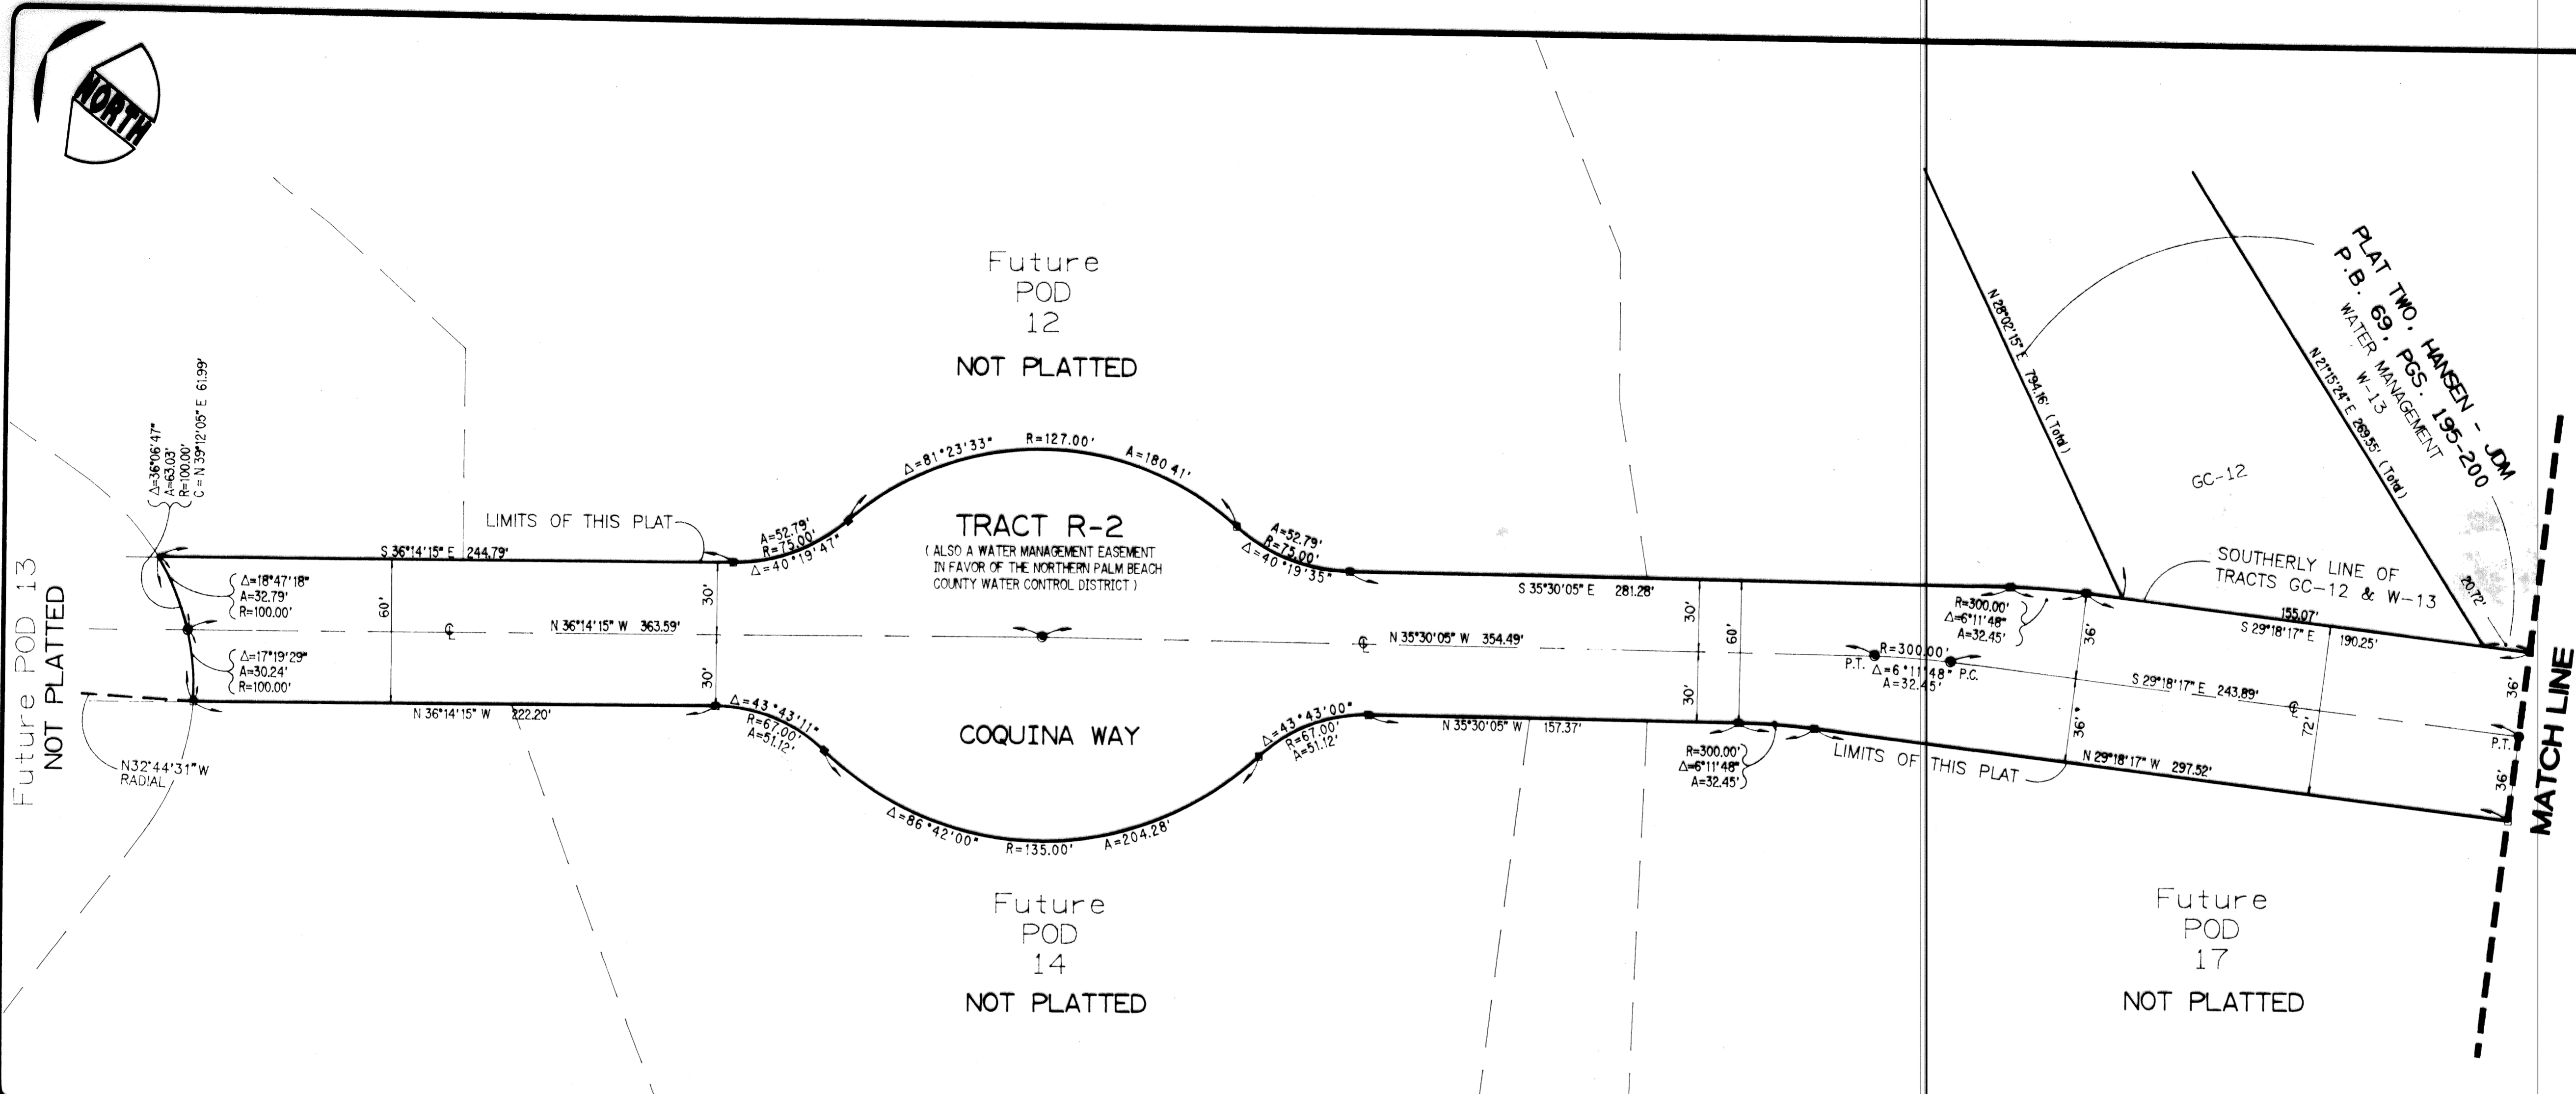 NORTH
Future
POD
12
NOT PLATTED
PLAT TWO, HANSEN - JDM
P.B. 69, PGS. 195-200
WATER MANAGEMENT
W-13
N 28°02'15" E 794.16' (Total)
N 21°15'24" E 269.55' (Total)
GC-12
20.72'
SOUTHERLY LINE OF
TRACTS GC-12 & W-13
155.07'
S 29°18'17" E 190.25'
MATCH LINE
Δ=36°06'47"
A=63.03'
R=100.00'
C = N 39°12'05" E 61.99'
LIMITS OF THIS PLAT
S 36°14'15" E 244.79'
A=52.79'
R=75.00'
Δ=40°19'47"
Δ=81°23'33" R=127.00' A=180.41'
TRACT R-2
( ALSO A WATER MANAGEMENT EASEMENT
IN FAVOR OF THE NORTHERN PALM BEACH
COUNTY WATER CONTROL DISTRICT )
A=52.79'
R=75.00'
Δ=40°19'35"
S 35°30'05" E 281.28'
R=300.00'
Δ=6°11'48"
A=32.45'
Future POD 13
NOT PLATTED
Δ=18°47'18"
A=32.79'
R=100.00'
60'
30'
30'
℄
N 36°14'15" W 363.59'
℄
N 35°30'05" W 354.49'
30'
30'
60'
P.T.
R=300.00'
Δ=6°11'48"
A=32.45'
P.C.
36'
36'
S 29°18'17" E 243.89'
℄
72'
36'
36'
P.T.
Δ=17°19'29"
A=30.24'
R=100.00'
N 36°14'15" W 222.20'
N32°44'31"W
RADIAL
Δ=43°43'11"
R=67.00'
A=51.12'
COQUINA WAY
Δ=43°43'00"
R=67.00'
A=51.12'
N 35°30'05" W 157.37'
R=300.00'
Δ=6°11'48"
A=32.45'
LIMITS OF THIS PLAT
N 29°18'17" W 297.52'
Δ=86°42'00" R=135.00' A=204.28'
Future
POD
14
NOT PLATTED
Future
POD
17
NOT PLATTED